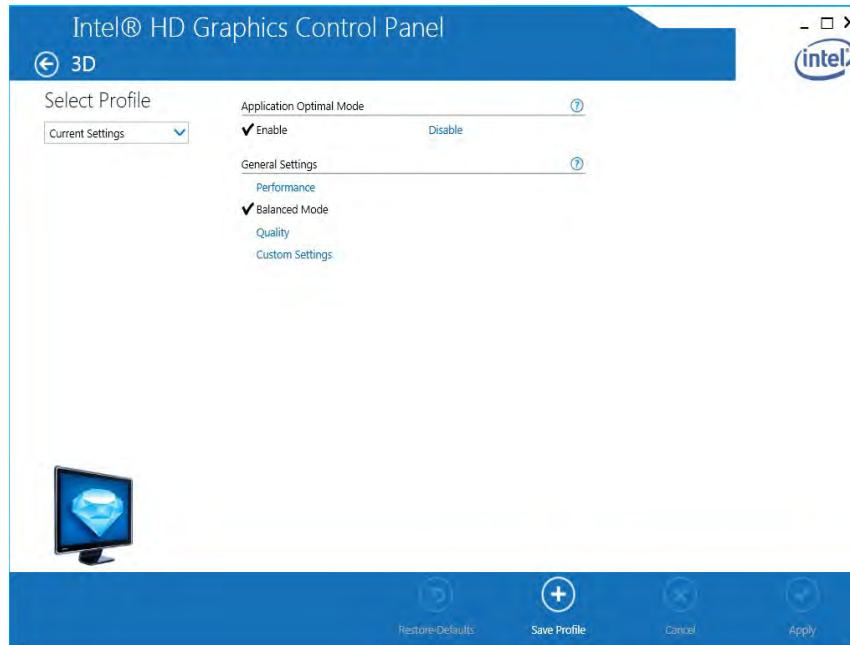 Intel® HD Graphics Control Panel
3D
intel
Select Profile
Current Settings
Application Optimal Mode
?
Enable
Disable
General Settings
?
Performance
Balanced Mode
Quality
Custom Settings
Restore Defaults
Save Profile
Cancel
Apply